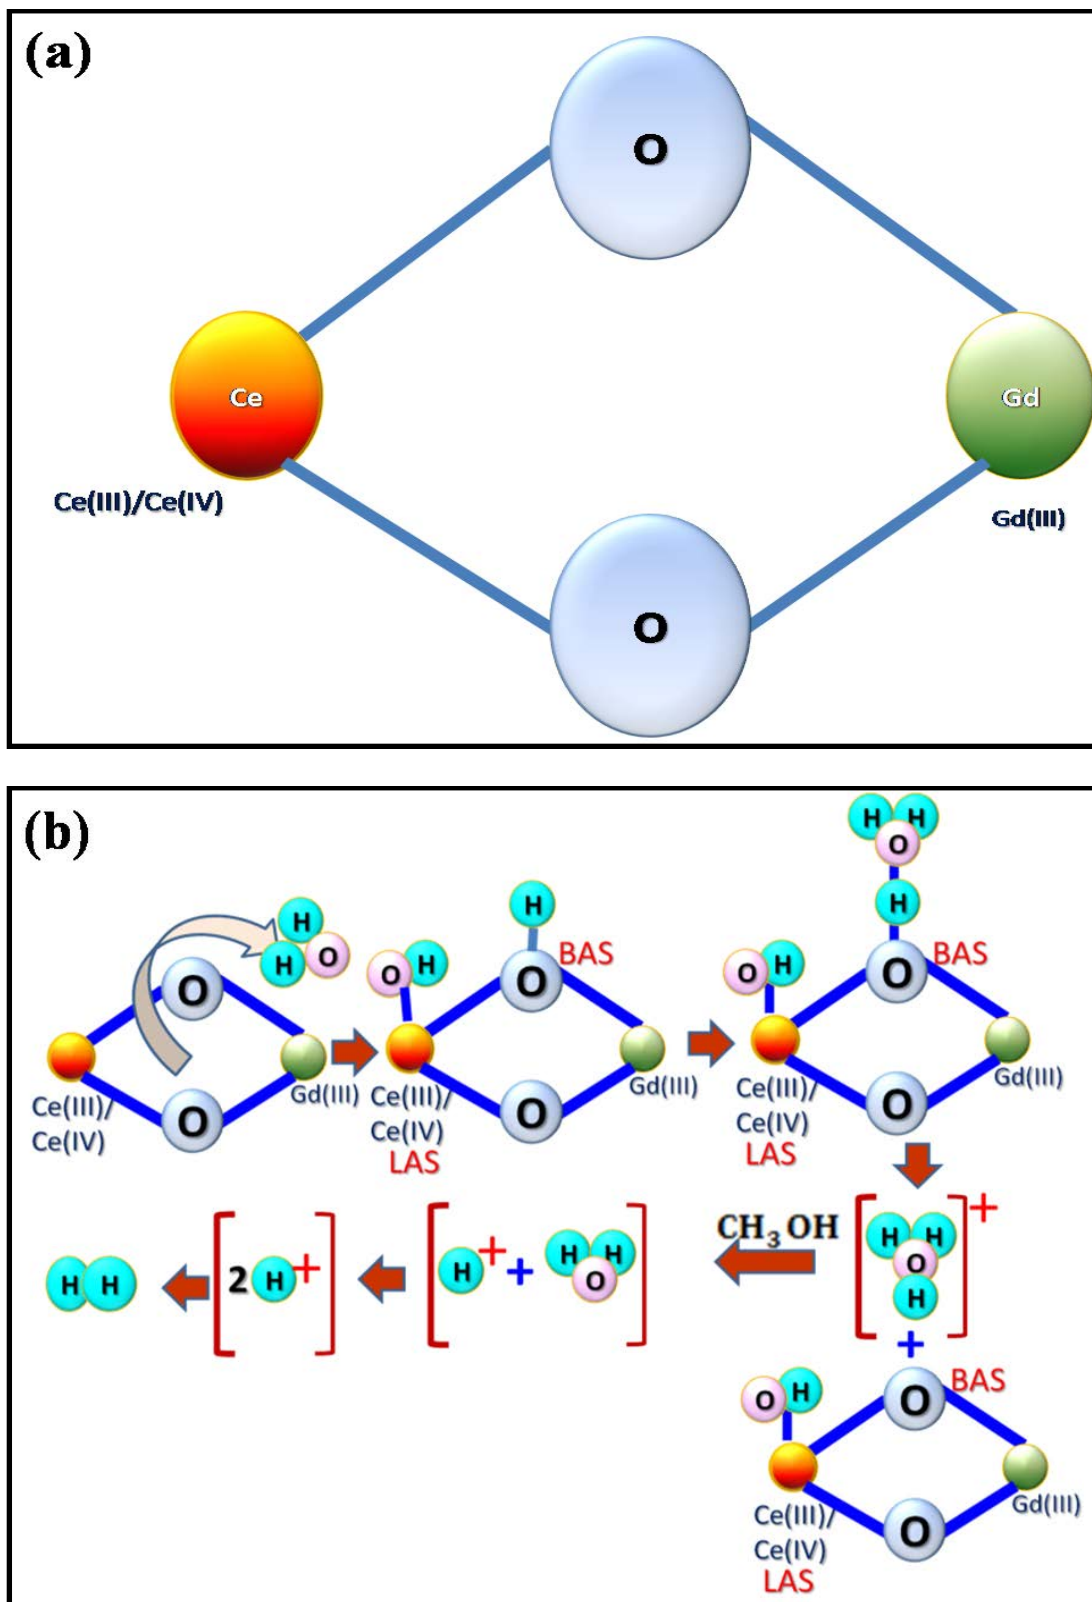 (a)
O
Ce
Gd
Ce(III)/Ce(IV)
Gd(III)
O
(b)
H H
O
H
O
BAS
O H
Ce(III)/
Ce(IV)
LAS
O
Gd(III)
H
H O
O
Ce(III)/
Ce(IV)
O
Gd(III)
H
O H
O
BAS
Ce(III)/
Ce(IV)
LAS
O
Gd(III)
H H
[2 H+]
[H+ + H H
O]
CH3 OH
[H H
O
H]+
+
O H
O
BAS
Ce(III)/
Ce(IV)
LAS
O
Gd(III)